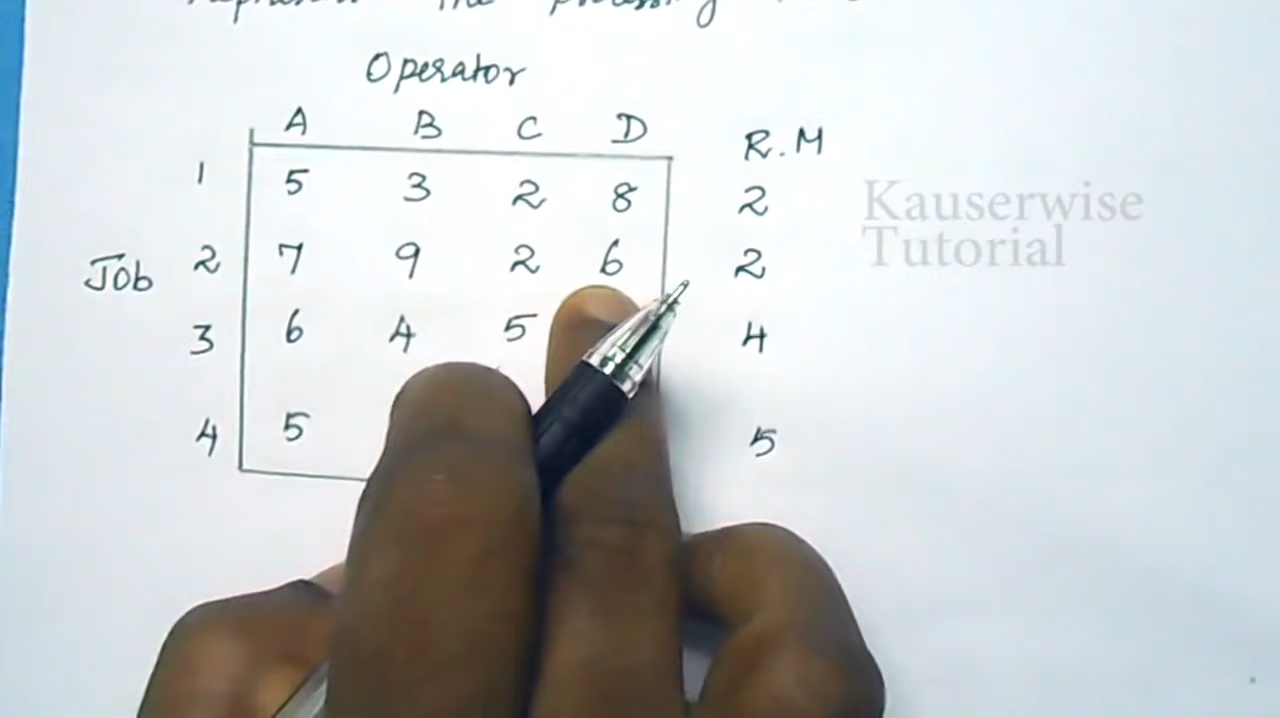 the
Operator
A B C D R.M
1 5 3 2 8 2
Job 2 7 9 2 6 2
3 6 4 5 4
4 5 5
Kauserwise
Tutorial